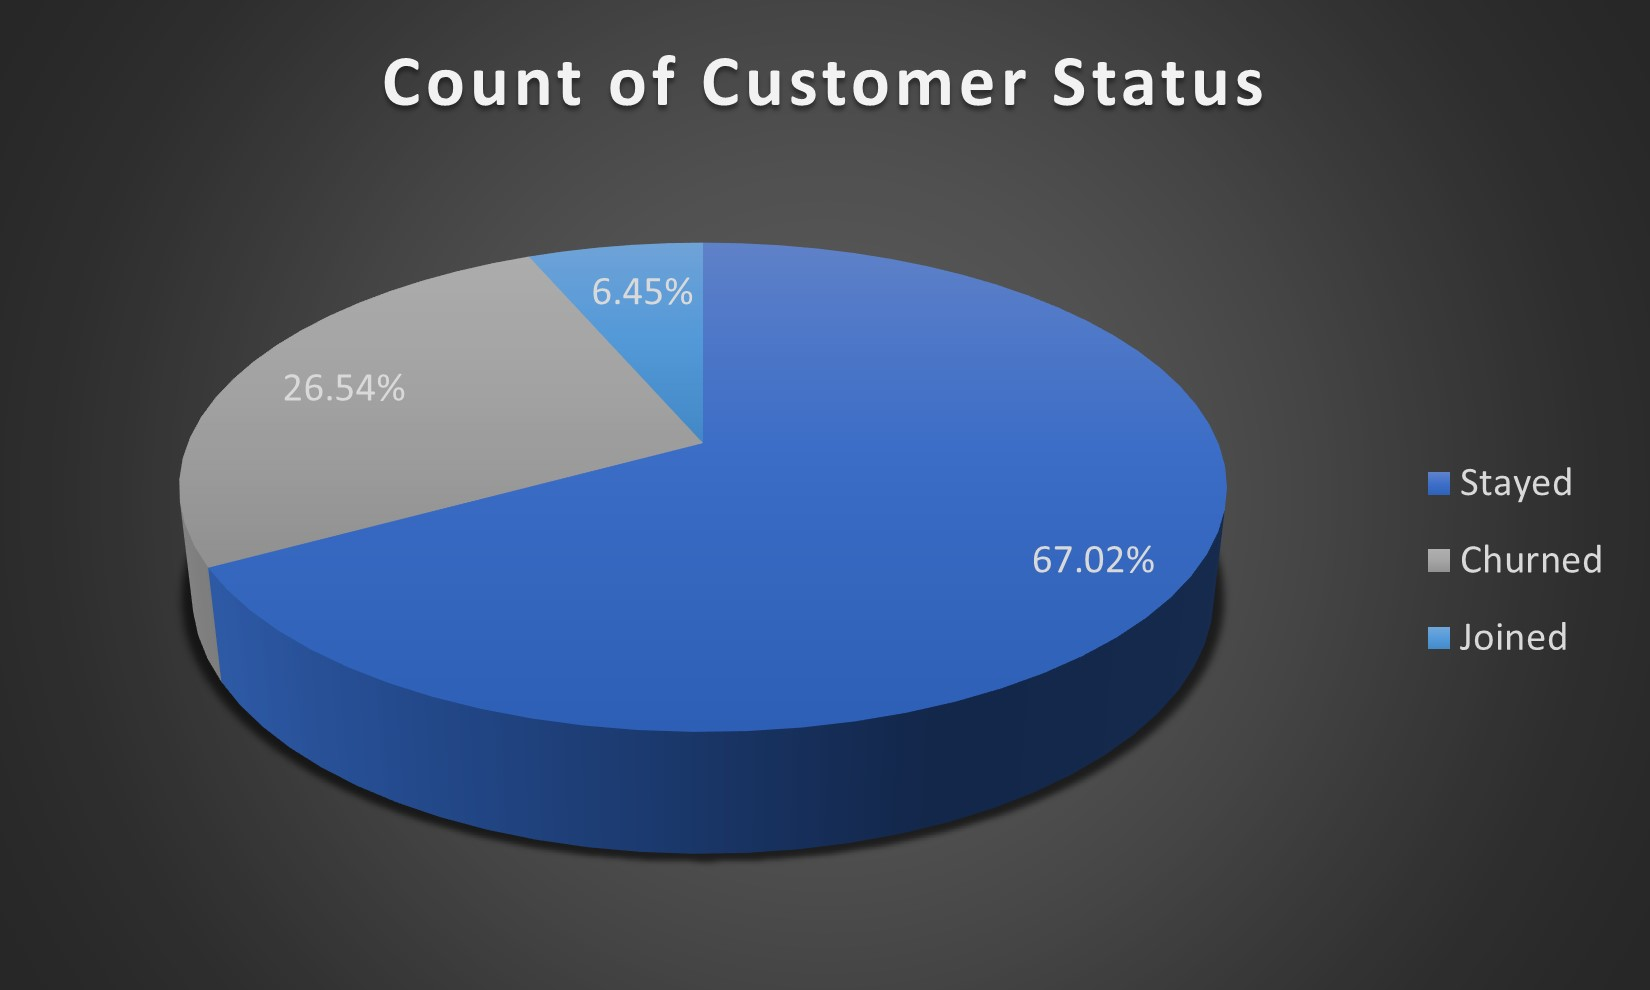 Count of Customer Status
6.45%
26.54%
67.02%
Stayed
Churned
Joined